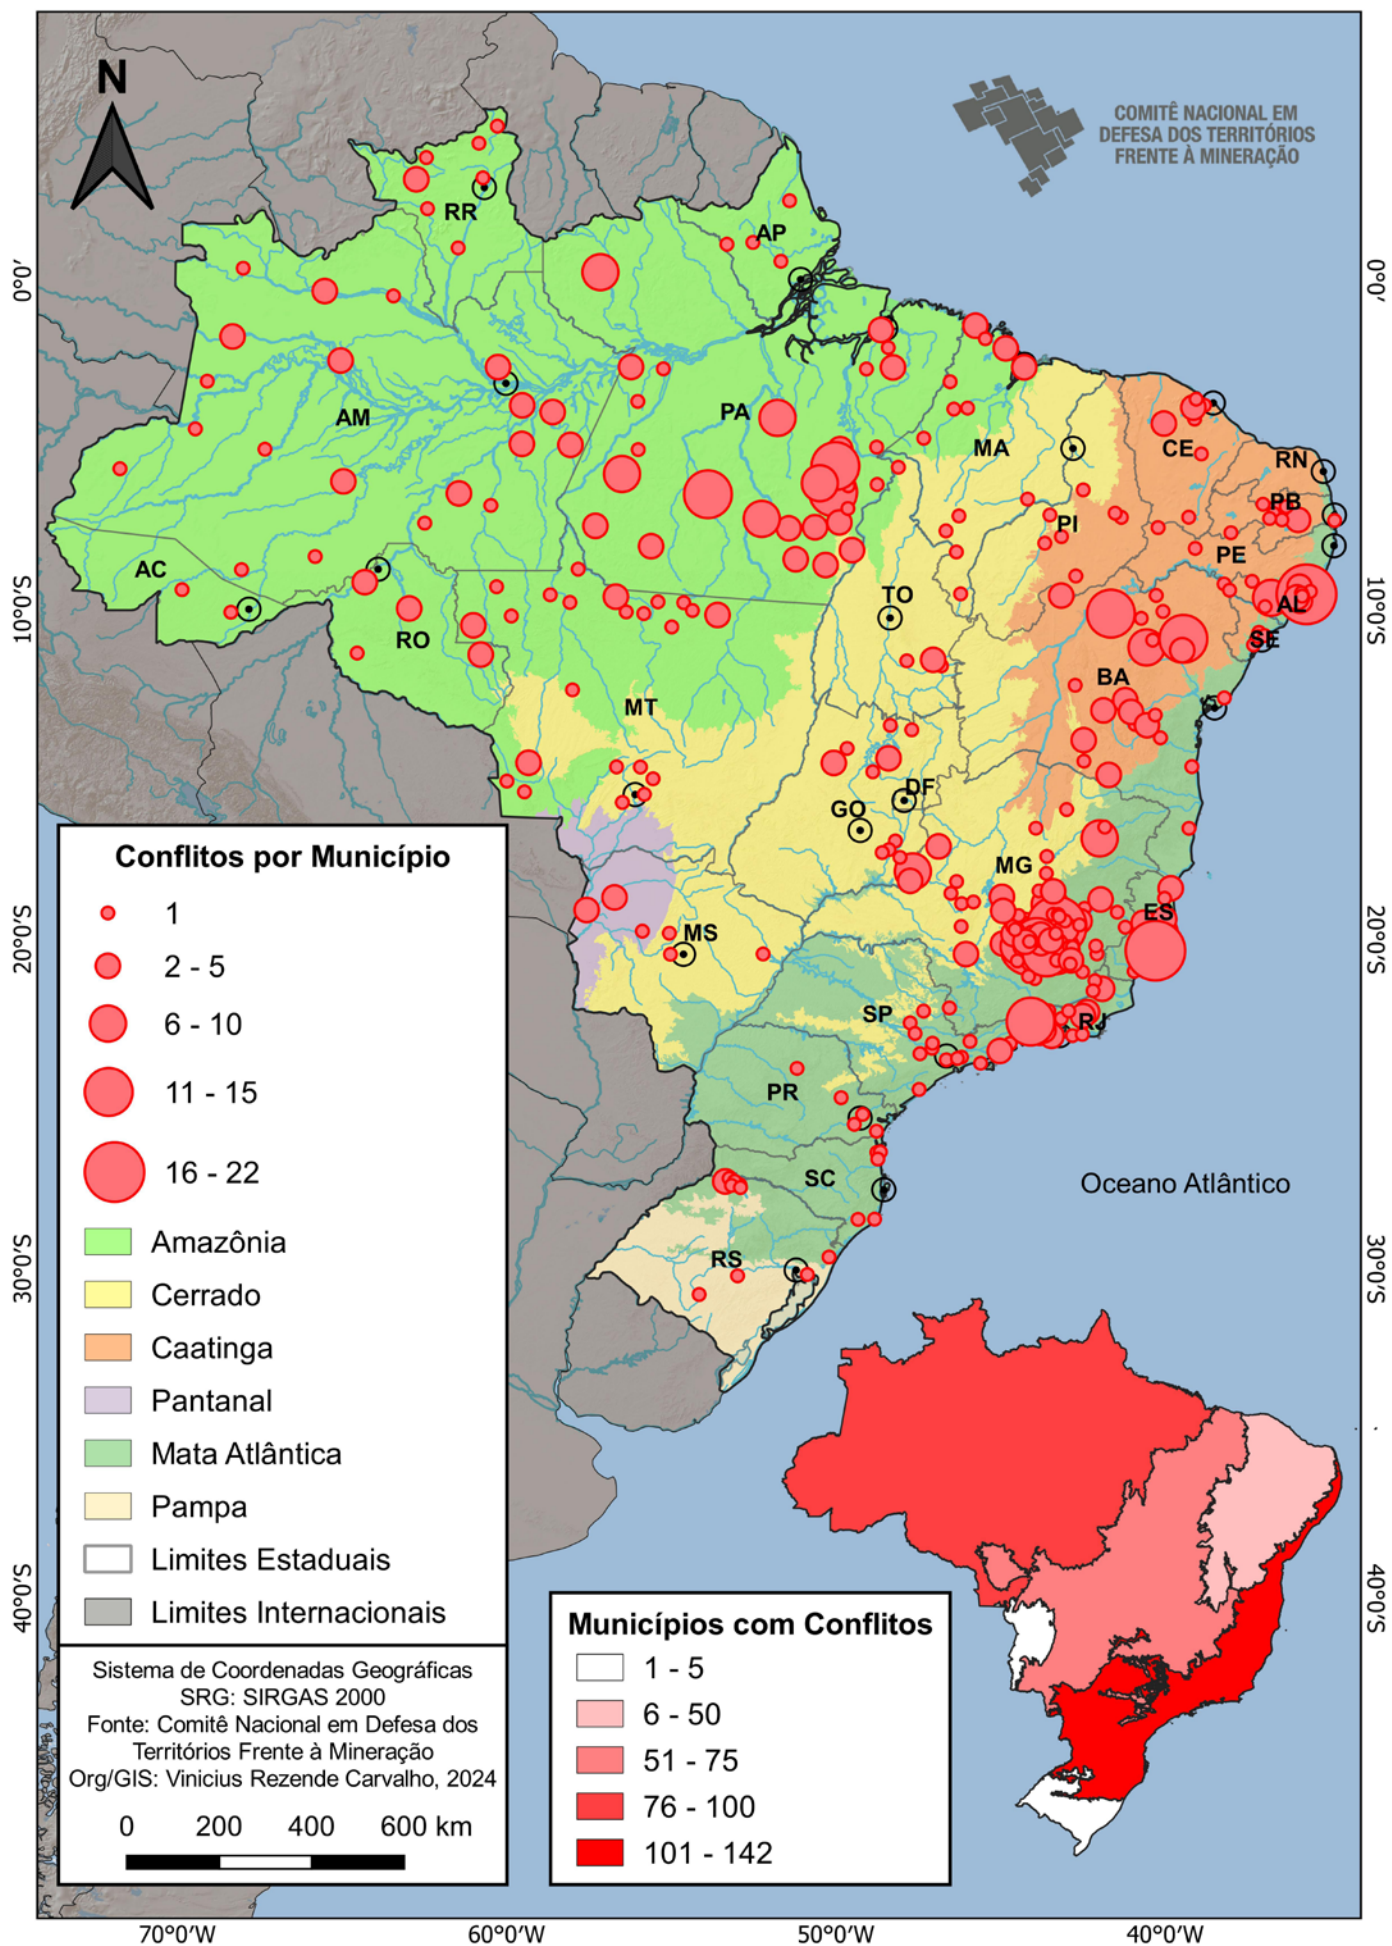 N
COMITÊ NACIONAL EM
DEFESA DOS TERRITÓRIOS
FRENTE À MINERAÇÃO
RR
AP
0°0'
0°0'
AM
PA
MA
CE
RN
PB
PI
PE
AC
TO
AL
10°0'S
10°0'S
RO
SE
BA
MT
DF
GO
MG
ES
20°0'S
20°0'S
MS
SP
RJ
PR
SC
Oceano Atlântico
RS
30°0'S
30°0'S
Conflitos por Município
1
2 - 5
6 - 10
11 - 15
16 - 22
Amazônia
Cerrado
Caatinga
Pantanal
Mata Atlântica
Pampa
Limites Estaduais
Limites Internacionais
40°0'S
40°0'S
Sistema de Coordenadas Geográficas
SRG: SIRGAS 2000
Fonte: Comitê Nacional em Defesa dos
Territórios Frente à Mineração
Org/GIS: Vinicius Rezende Carvalho, 2024
0 200 400 600 km
Municípios com Conflitos
1 - 5
6 - 50
51 - 75
76 - 100
101 - 142
70°0'W 60°0'W 50°0'W 40°0'W